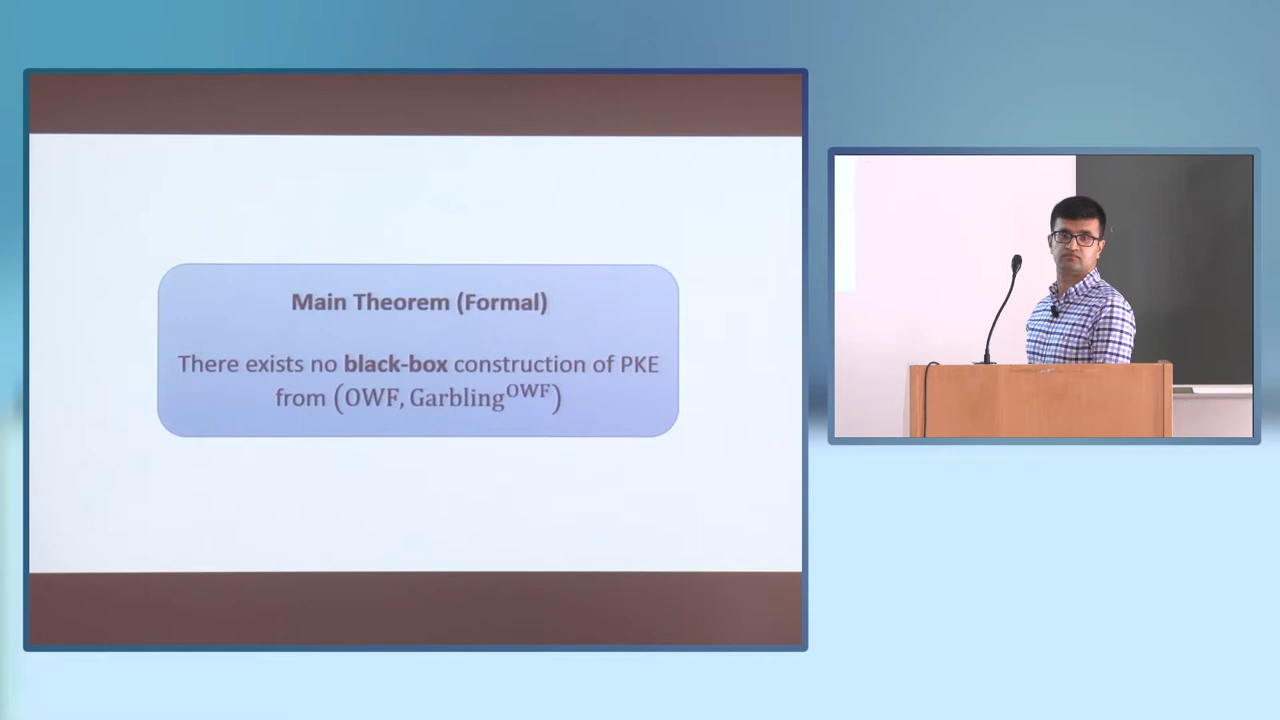 Main Theorem (Formal)
There exists no black-box construction of PKE
from (OWF, Garbling^OWF)